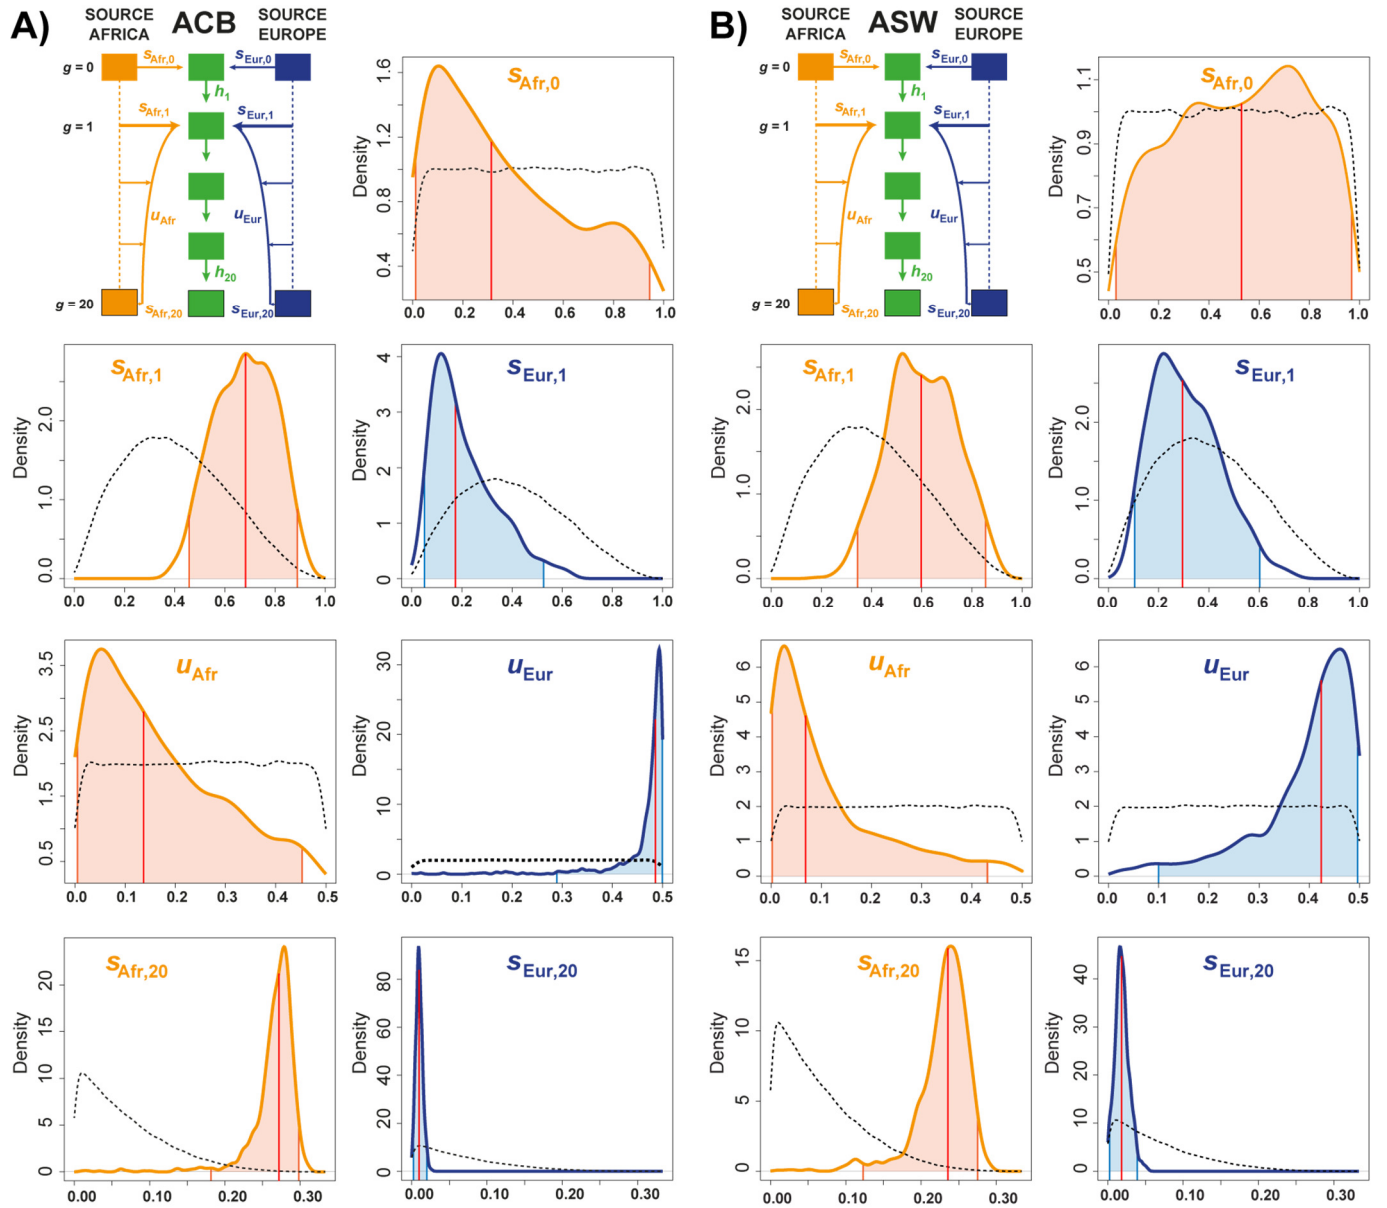 A)
SOURCE AFRICA
ACB
SOURCE EUROPE
g = 0
sAfr,0
sEur,0
h1
g = 1
sAfr,1
sEur,1
uAfr
uEur
h20
g = 20
sAfr,20
sEur,20
sAfr,0
Density
1.6
1.2
0.8
0.4
0.0 0.2 0.4 0.6 0.8 1.0
sAfr,1
Density
2.0
1.0
0.0
0.0 0.2 0.4 0.6 0.8 1.0
sEur,1
Density
4
3
2
1
0
0.0 0.2 0.4 0.6 0.8 1.0
uAfr
Density
3.5
2.5
1.5
0.5
0.0 0.1 0.2 0.3 0.4 0.5
uEur
Density
30
20
10
0
0.0 0.1 0.2 0.3 0.4 0.5
sAfr,20
Density
20
15
10
5
0
0.00 0.10 0.20 0.30
sEur,20
Density
80
60
40
20
0
0.00 0.10 0.20 0.30
B)
SOURCE AFRICA
ASW
SOURCE EUROPE
g = 0
sAfr,0
sEur,0
h1
g = 1
sAfr,1
sEur,1
uAfr
uEur
h20
g = 20
sAfr,20
sEur,20
sAfr,0
Density
1.1
0.9
0.7
0.5
0.0 0.2 0.4 0.6 0.8 1.0
sAfr,1
Density
2.0
1.0
0.0
0.0 0.2 0.4 0.6 0.8 1.0
sEur,1
Density
2.0
1.0
0.0
0.0 0.2 0.4 0.6 0.8 1.0
uAfr
Density
6
5
4
3
2
1
0
0.0 0.1 0.2 0.3 0.4 0.5
uEur
Density
6
5
4
3
2
1
0
0.0 0.1 0.2 0.3 0.4 0.5
sAfr,20
Density
15
10
5
0
0.00 0.10 0.20 0.30
sEur,20
Density
40
30
20
10
0
0.00 0.10 0.20 0.30